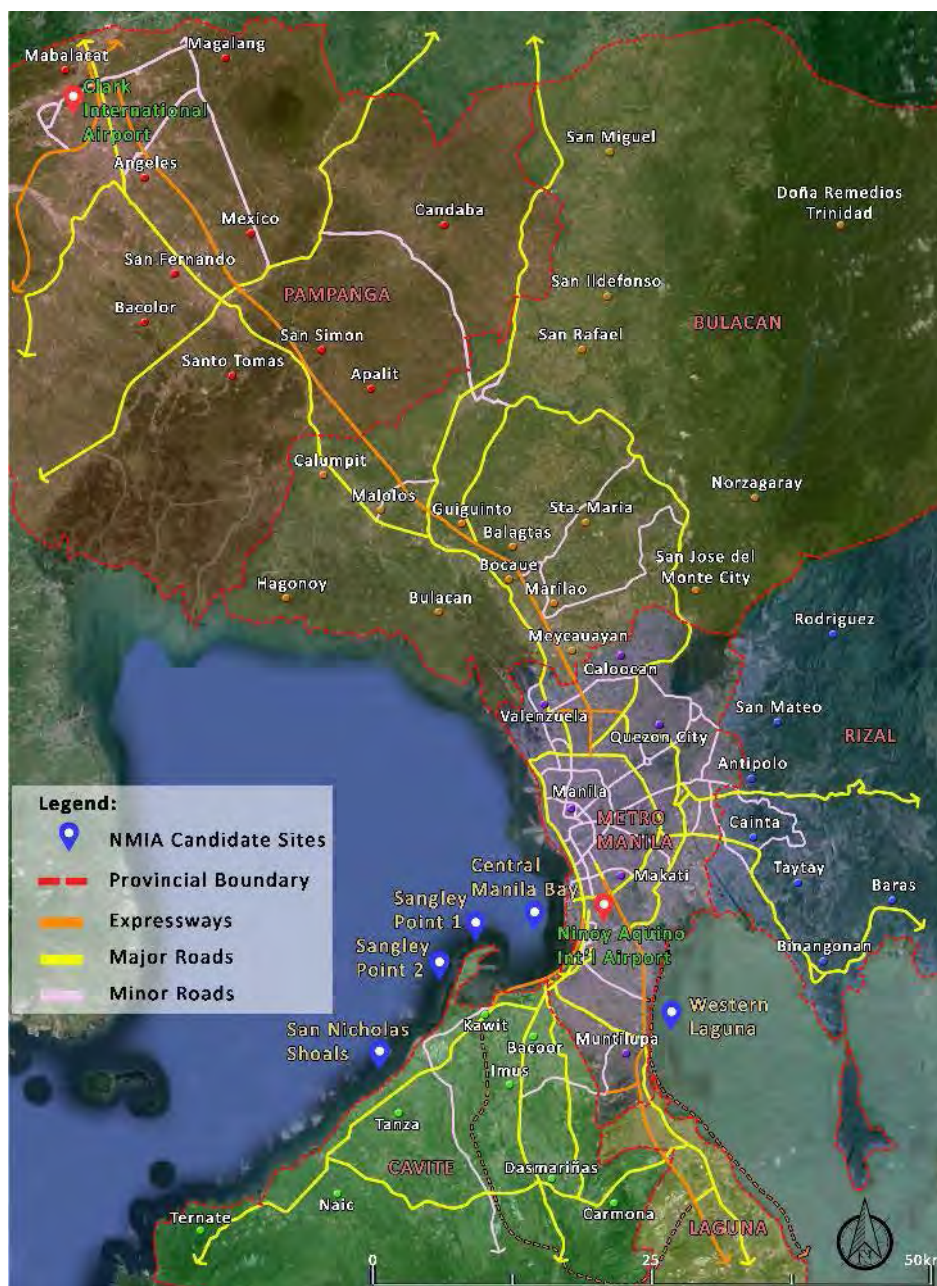 Mabalacat
Magalang
Clark
International
Airport
Angeles
San Miguel
Doña Remedios
Trinidad
Mexico
Candaba
San Fernando
San Ildefonso
PAMPANGA
Bacolor
BULACAN
San Simon
San Rafael
Santo Tomas
Apalit
Calumpit
Norzagaray
Malolos
Guiguinto
Sta. Maria
Balagtas
Bocaue
San Jose del
Monte City
Hagonoy
Bulacan
Marilao
Rodriguez
Meycauayan
Caloocan
Valenzuela
San Mateo
Quezon City
RIZAL
Antipolo
Legend:
NMIA Candidate Sites
Provincial Boundary
Expressways
Major Roads
Minor Roads
Manila
METRO
MANILA
Cainta
Taytay
Makati
Baras
Central
Manila Bay
Sangley
Point 1
Ninoy Aquino
Int'l Airport
Binangonan
Sangley
Point 2
Western
Laguna
San Nicholas
Shoals
Kawit
Bacoor
Muntilupa
Imus
Tanza
CAVITE
Dasmariñas
Naic
Carmona
Ternate
LAGUNA
N
0
25
50km